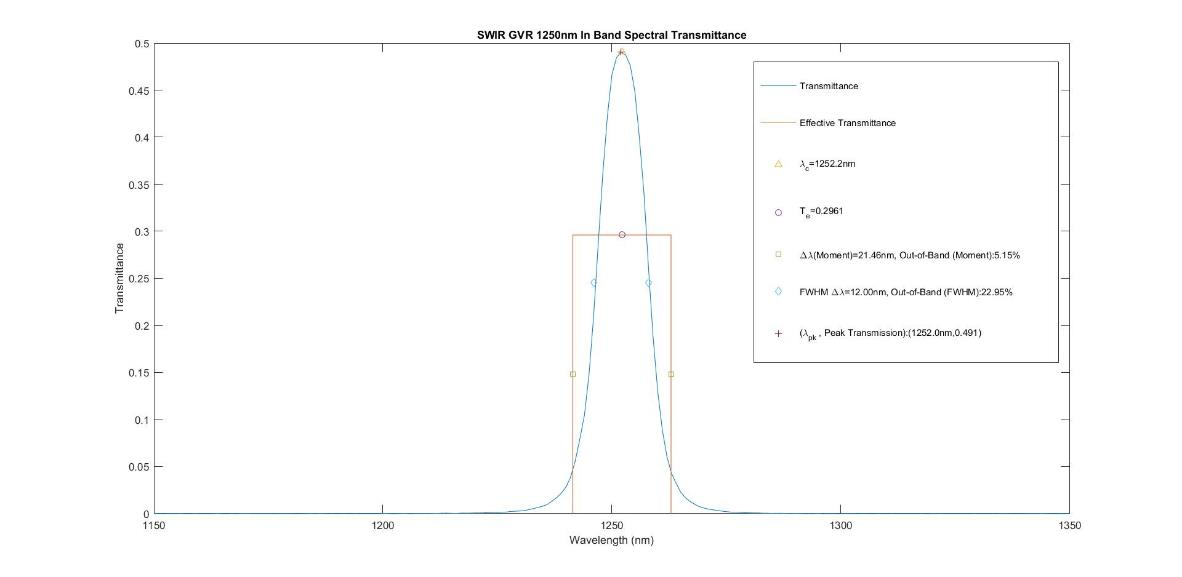 SWIR GVR 1250nm In Band Spectral Transmittance
0.5
0.45
0.4
0.35
0.3
0.25
0.2
0.15
0.1
0.05
0
Transmittance
1150
1200
1250
1300
1350
Wavelength (nm)
Transmittance
Effective Transmittance
λc=1252.2nm
Te=0.2961
Δλ(Moment)=21.46nm, Out-of-Band (Moment):5.15%
FWHM Δλ=12.00nm, Out-of-Band (FWHM):22.95%
(λpk , Peak Transmission):(1252.0nm,0.491)